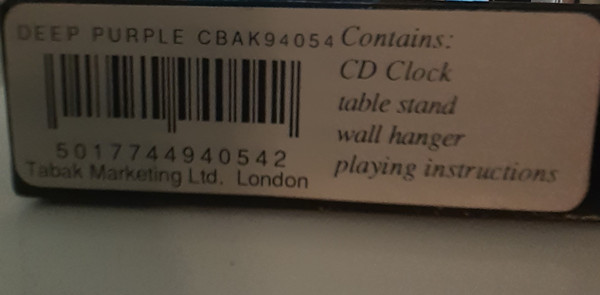 DEEP PURPLE CBAK94054
5017744940542
Tabak Marketing Ltd. London
Contains:
CD Clock
table stand
wall hanger
playing instructions